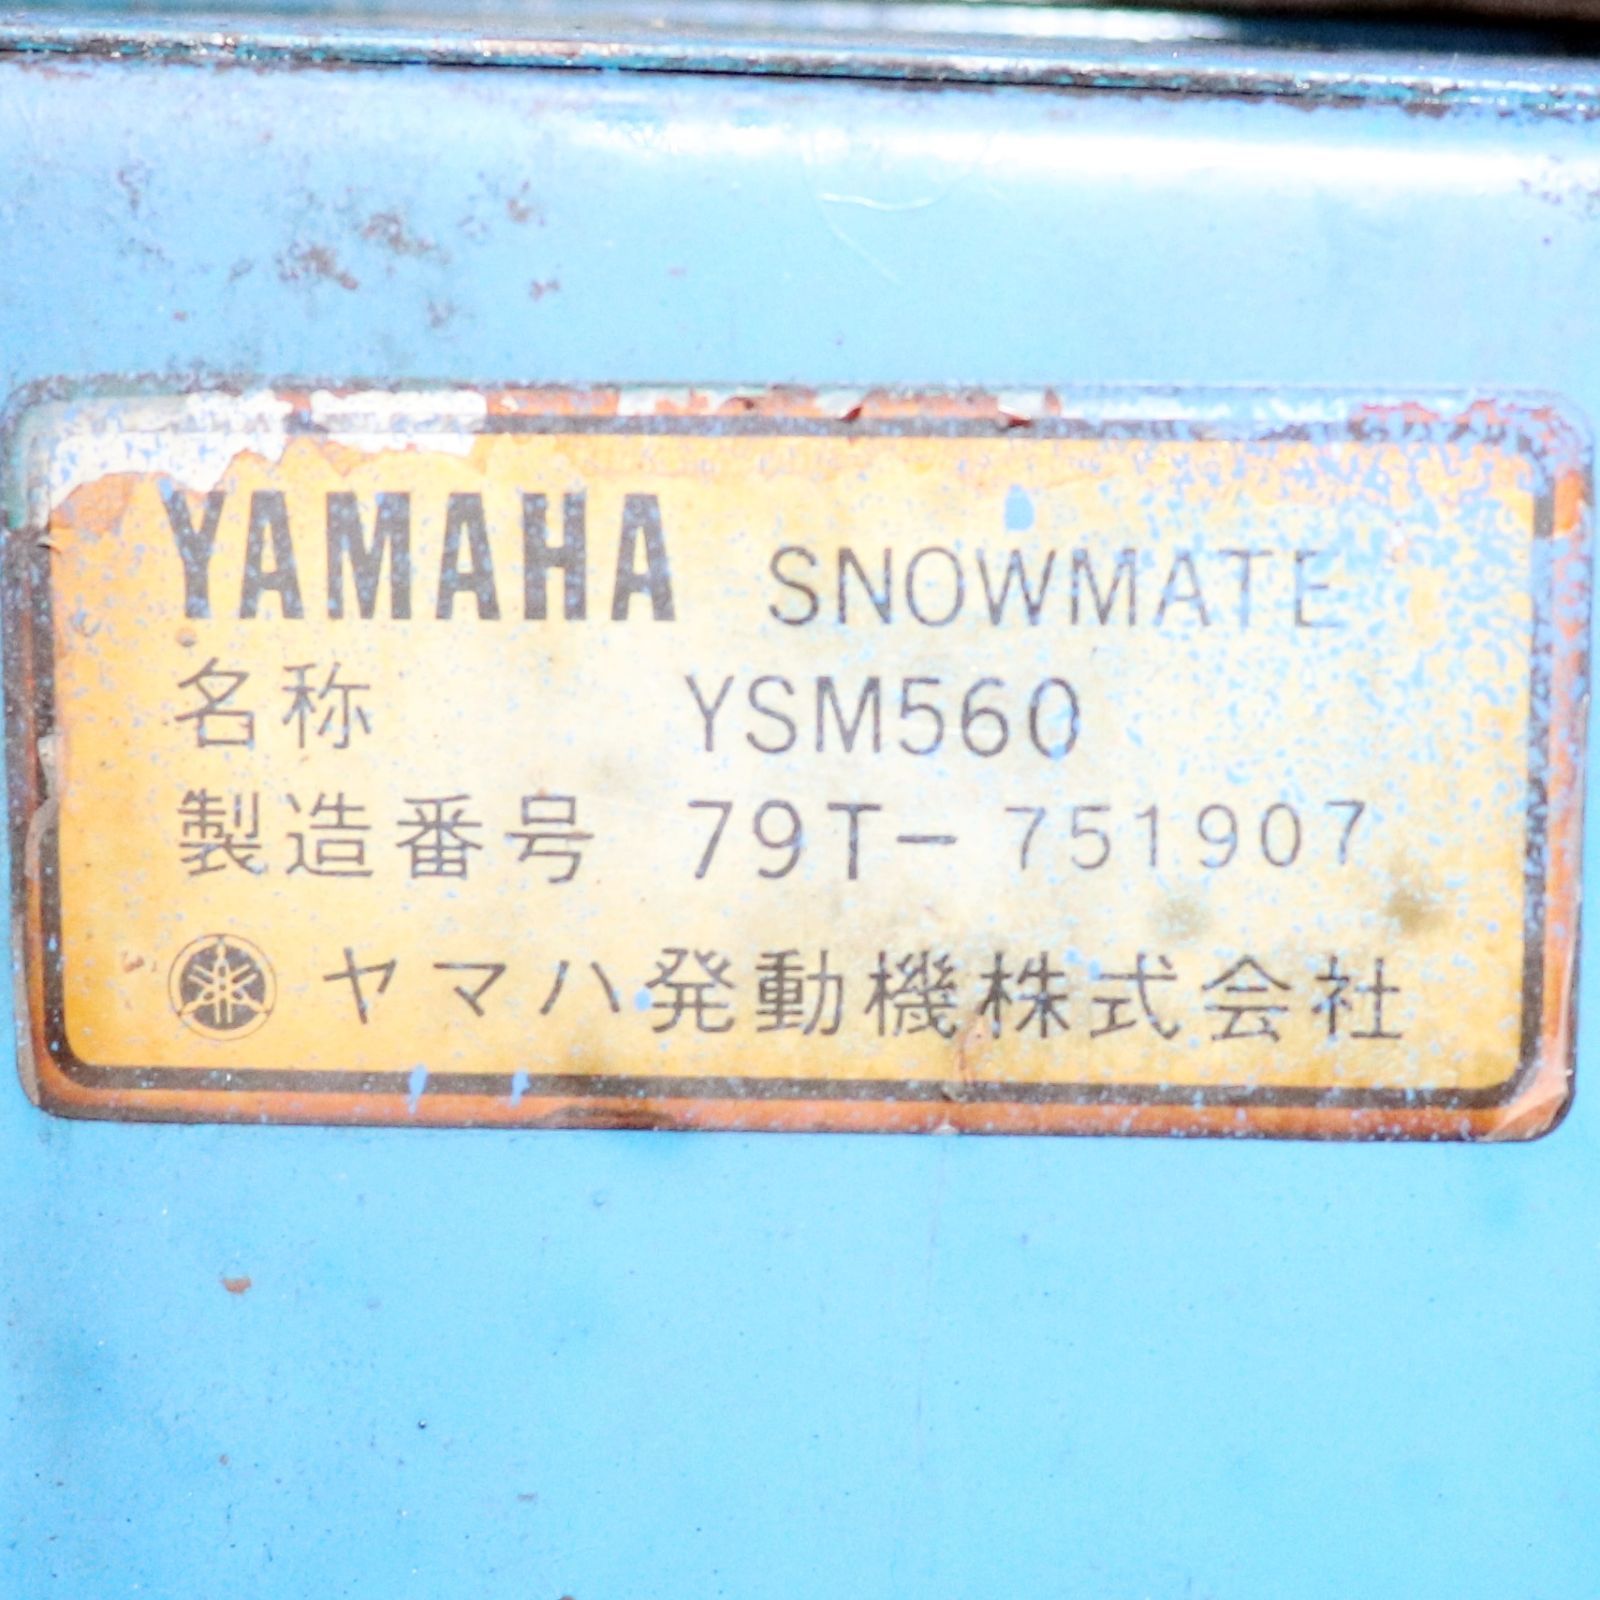 YAMAHA SNOWMATE
名称 YSM560
製造番号 79T-751907
ヤマハ発動機株式会社